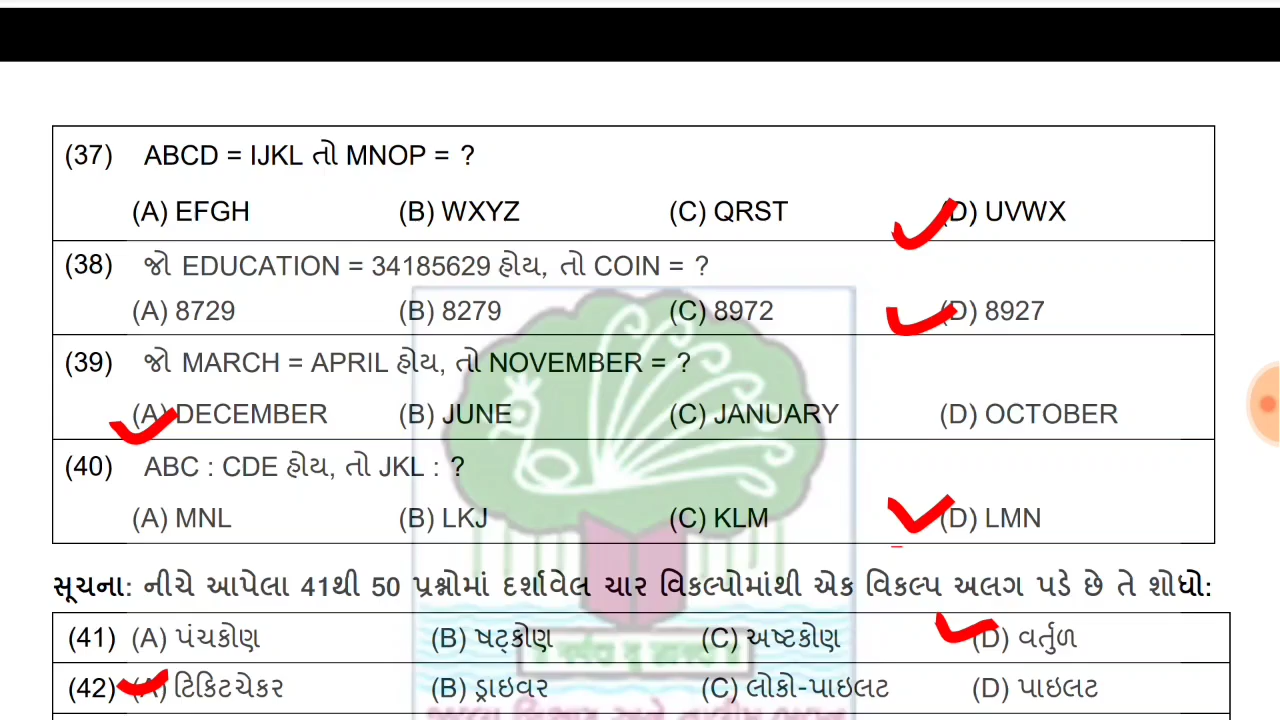 (37) ABCD = IJKL તો MNOP = ?
(A) EFGH (B) WXYZ (C) QRST (D) UVWX
(38) જો EDUCATION = 34185629 હોય, તો COIN = ?
(A) 8729 (B) 8279 (C) 8972 (D) 8927
(39) જો MARCH = APRIL હોય, તો NOVEMBER = ?
(A) DECEMBER (B) JUNE (C) JANUARY (D) OCTOBER
(40) ABC : CDE હોય, તો JKL : ?
(A) MNL (B) LKJ (C) KLM (D) LMN
સૂચના: નીચે આપેલા 41થી 50 પ્રશ્નોમાં દર્શાવેલ ચાર વિકલ્પોમાંથી એક વિકલ્પ અલગ પડે છે તે શોધો:
(41) (A) પંચકોણ (B) ષટ્કોણ (C) અષ્ટકોણ (D) વર્તુળ
(42) (A) ટિકિટચેકર (B) ડ્રાઇવર (C) લોકો-પાઇલટ (D) પાઇલટ